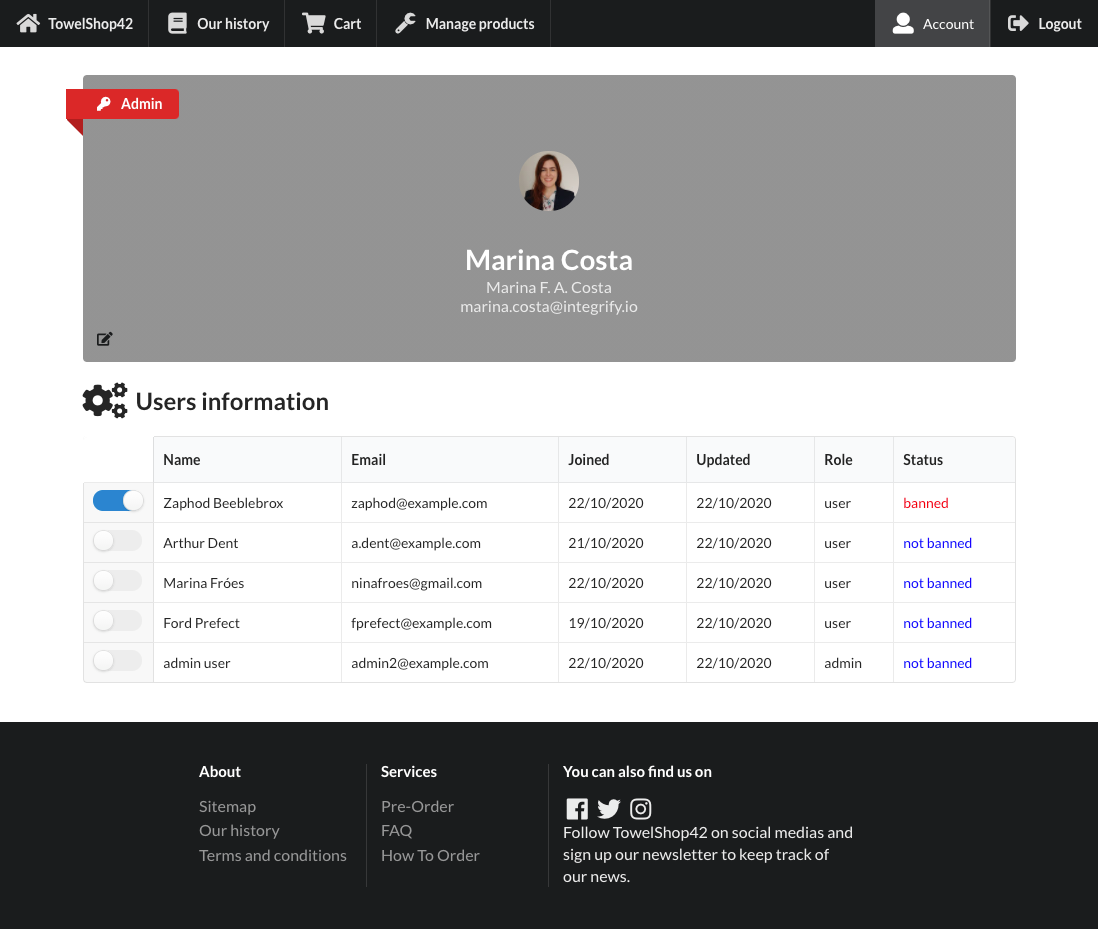 TowelShop42 Our history Cart Manage products Account Logout
Admin
Marina Costa
Marina F. A. Costa
marina.costa@integrify.io
Users information
Name Email Joined Updated Role Status
Zaphod Beeblebrox zaphod@example.com 22/10/2020 22/10/2020 user banned
Arthur Dent a.dent@example.com 21/10/2020 22/10/2020 user not banned
Marina Fróes ninafroes@gmail.com 22/10/2020 22/10/2020 user not banned
Ford Prefect fprefect@example.com 19/10/2020 22/10/2020 user not banned
admin user admin2@example.com 22/10/2020 22/10/2020 admin not banned
About
Sitemap
Our history
Terms and conditions
Services
Pre-Order
FAQ
How To Order
You can also find us on
Follow TowelShop42 on social medias and
sign up our newsletter to keep track of
our news.